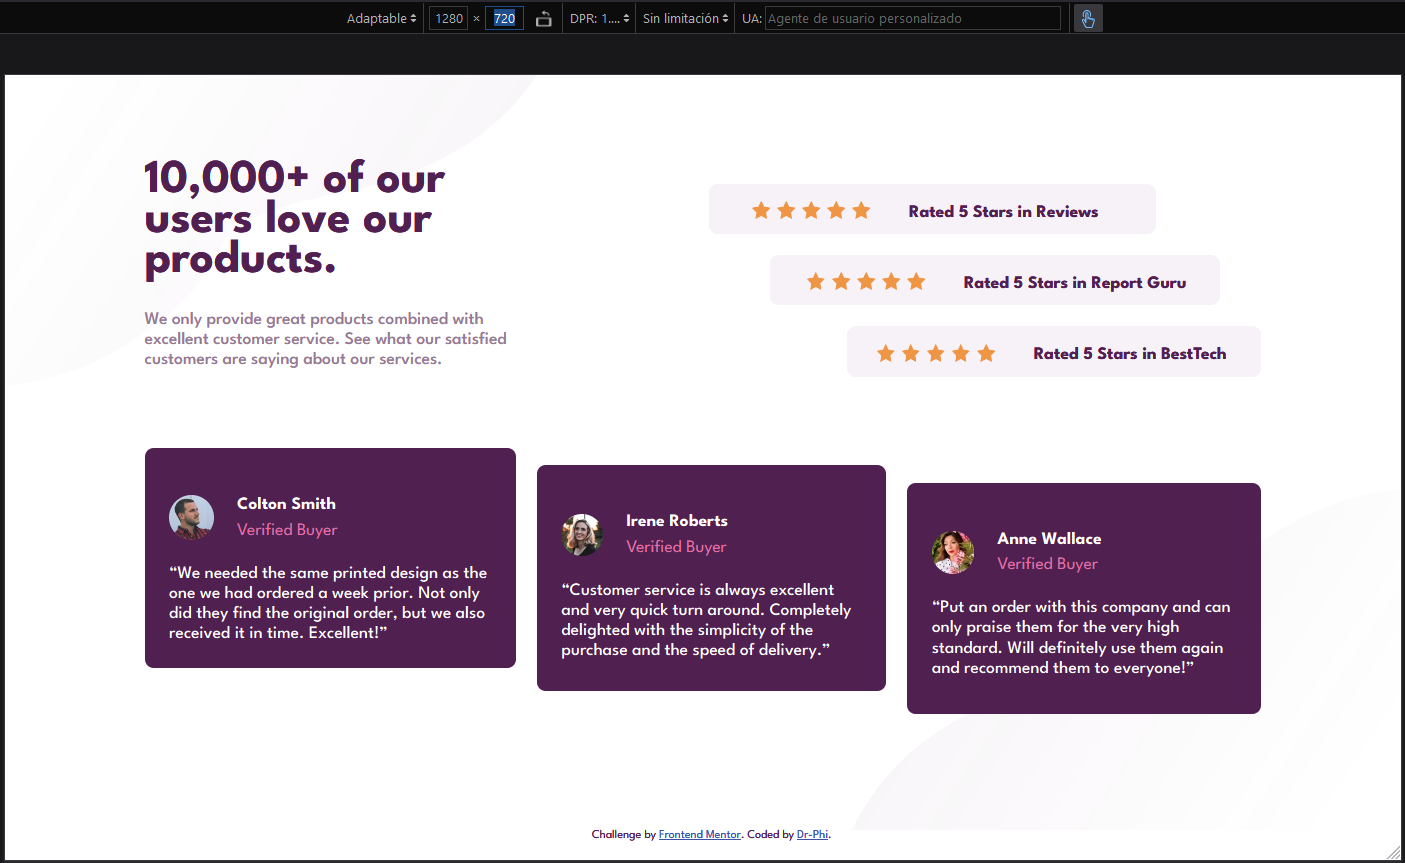 Adaptable 1280 × 720 DPR: 1.... Sin limitación UA: Agente de usuario personalizado
10,000+ of our
users love our
products.
We only provide great products combined with
excellent customer service. See what our satisfied
customers are saying about our services.
Rated 5 Stars in Reviews
Rated 5 Stars in Report Guru
Rated 5 Stars in BestTech
Colton Smith
Verified Buyer
“We needed the same printed design as the
one we had ordered a week prior. Not only
did they find the original order, but we also
received it in time. Excellent!”
Irene Roberts
Verified Buyer
“Customer service is always excellent
and very quick turn around. Completely
delighted with the simplicity of the
purchase and the speed of delivery.”
Anne Wallace
Verified Buyer
“Put an order with this company and can
only praise them for the very high
standard. Will definitely use them again
and recommend them to everyone!”
Challenge by Frontend Mentor. Coded by Dr-Phi.